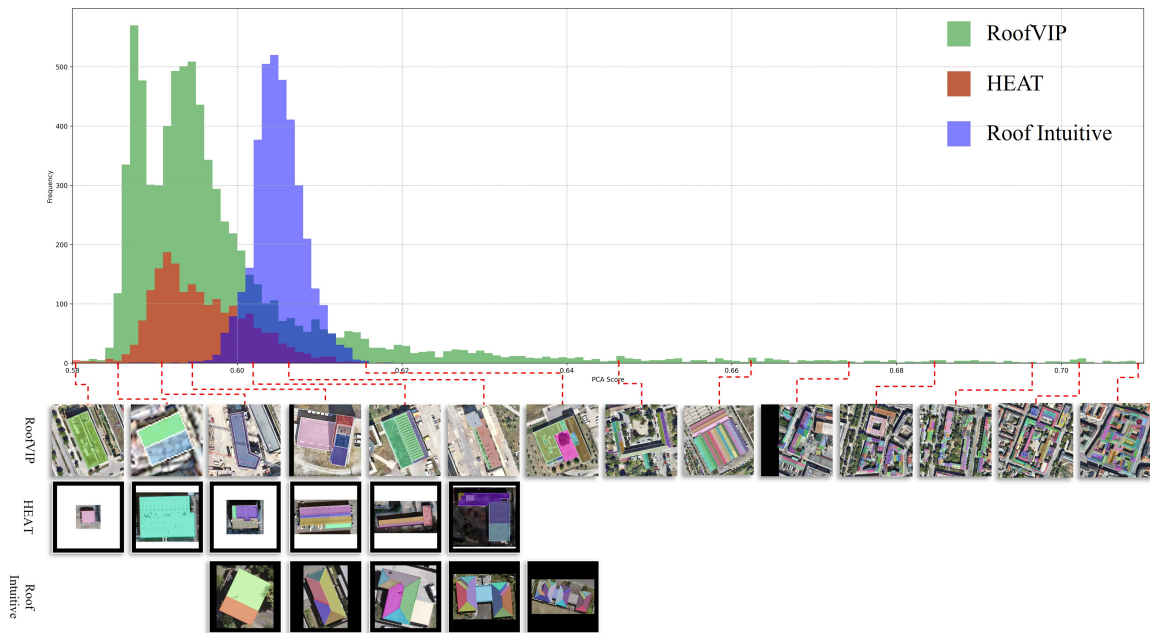 RoofVIP
HEAT
Roof Intuitive
500
400
300
200
100
0
Frequency
0.58
0.60
0.62
0.64
0.66
0.68
0.70
PCA Score
RoofVIP
HEAT
Roof
Intuitive